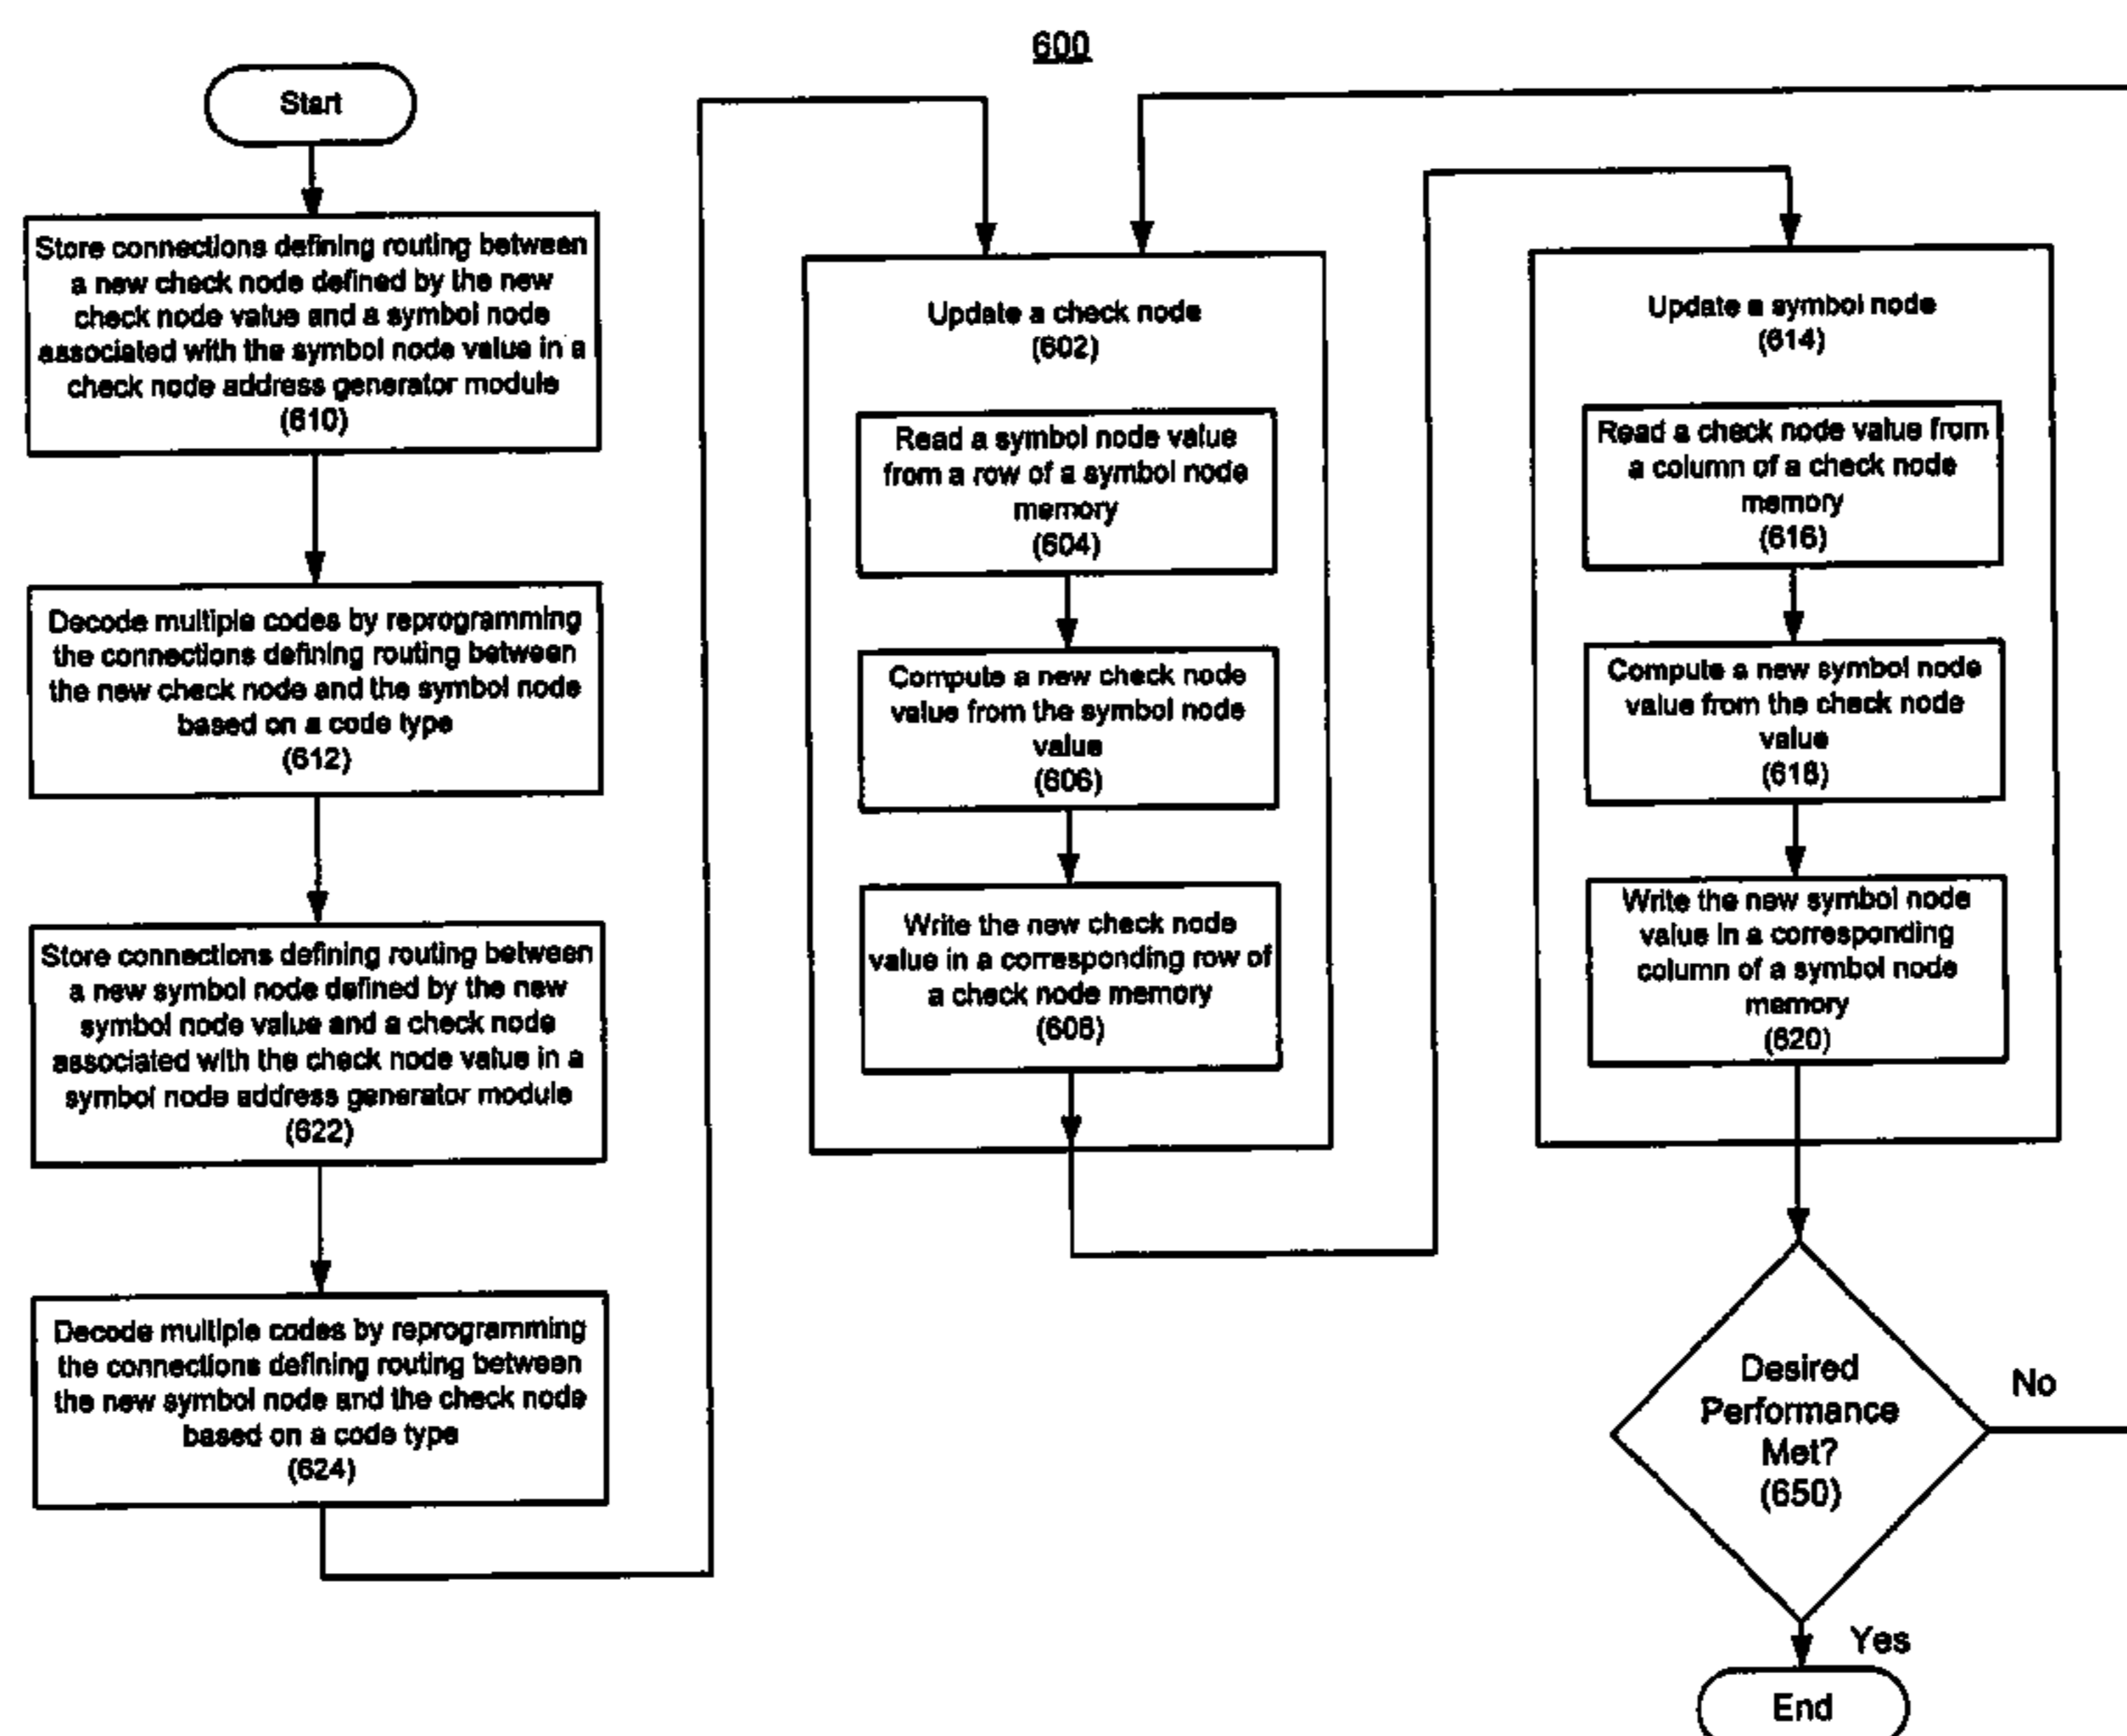 600
Start
Store connections defining routing between
a new check node defined by the new
check node value and a symbol node
associated with the symbol node value in a
check node address generator module
(610)
Decode multiple codes by reprogramming
the connections defining routing between
the new check node and the symbol node
based on a code type
(612)
Store connections defining routing between
a new symbol node defined by the new
symbol node value and a check node
associated with the check node value in a
symbol node address generator module
(622)
Decode multiple codes by reprogramming
the connections defining routing between
the new symbol node and the check node
based on a code type
(624)
Update a check node
(602)
Read a symbol node value
from a row of a symbol node
memory
(604)
Compute a new check node
value from the symbol node
value
(606)
Write the new check node
value in a corresponding row of
a check node memory
(608)
Update a symbol node
(614)
Read a check node value from
a column of a check node
memory
(616)
Compute a new symbol node
value from the check node
value
(618)
Write the new symbol node
value in a corresponding
column of a symbol node
memory
(620)
Desired
Performance
Met?
(650)
No
Yes
End